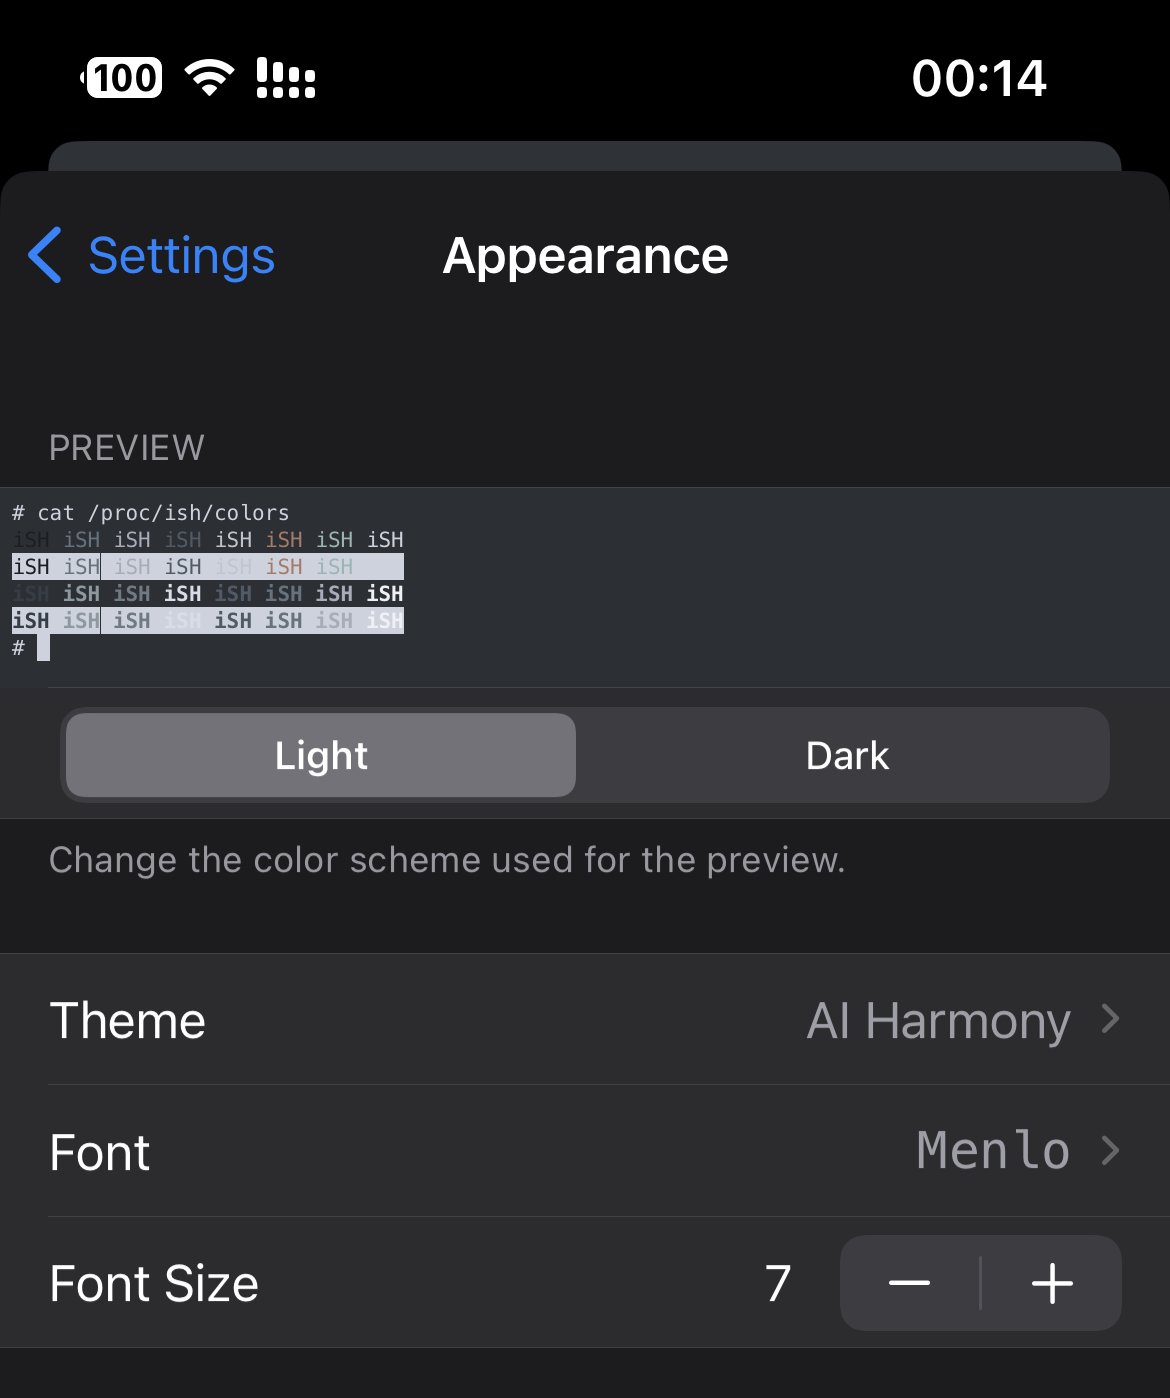 100 00:14
Settings Appearance
PREVIEW
# cat /proc/ish/colors
iSH iSH iSH iSH iSH iSH iSH iSH
iSH iSH iSH iSH iSH iSH iSH
iSH iSH iSH iSH iSH iSH iSH iSH
iSH iSH iSH iSH iSH iSH iSH iSH
#
Light Dark
Change the color scheme used for the preview.
Theme AI Harmony
Font Menlo
Font Size 7 — +